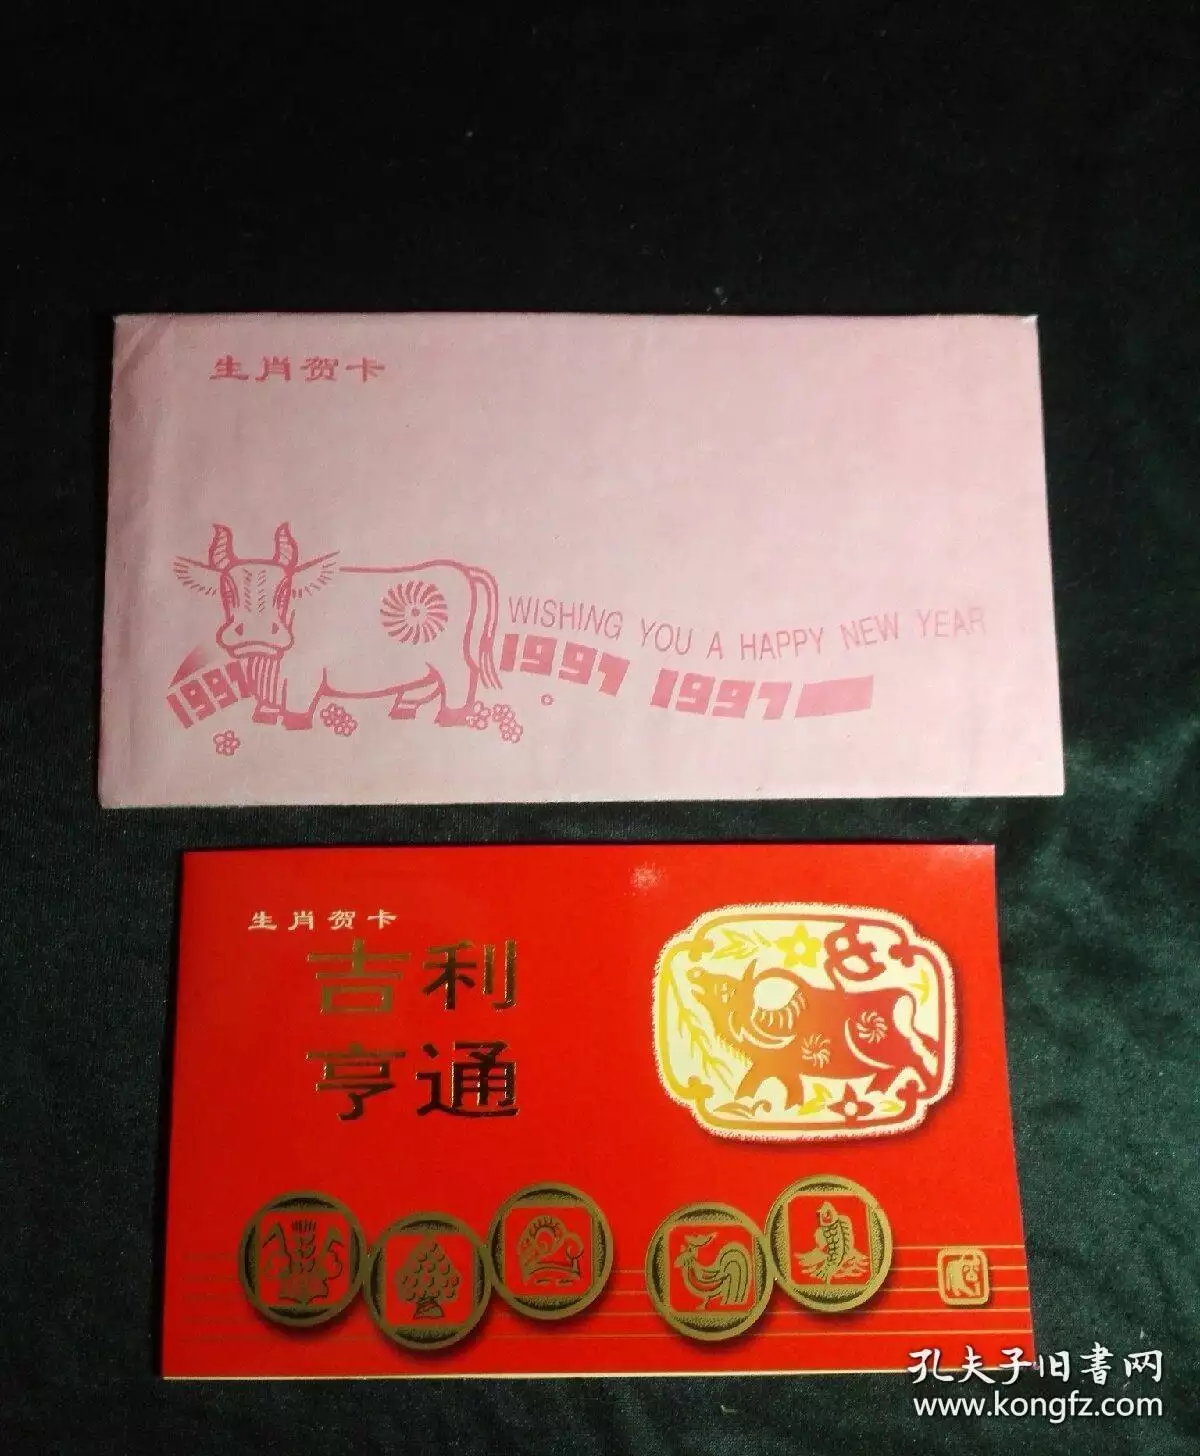 生肖贺卡
WISHING YOU A HAPPY NEW YEAR
1997 1997 1997
生肖贺卡
吉利
亨通
孔夫子旧書网
www.kongfz.com